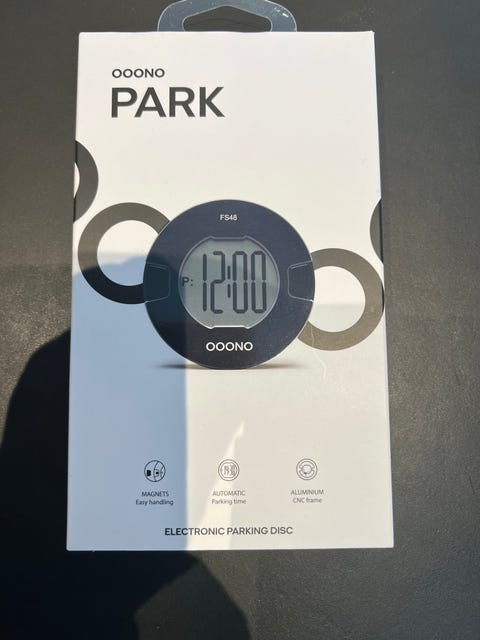 OOONO
PARK
FS48
P: 12:00
OOONO
MAGNETS
Easy handling
AUTOMATIC
Parking time
ALUMINIUM
CNC frame
ELECTRONIC PARKING DISC